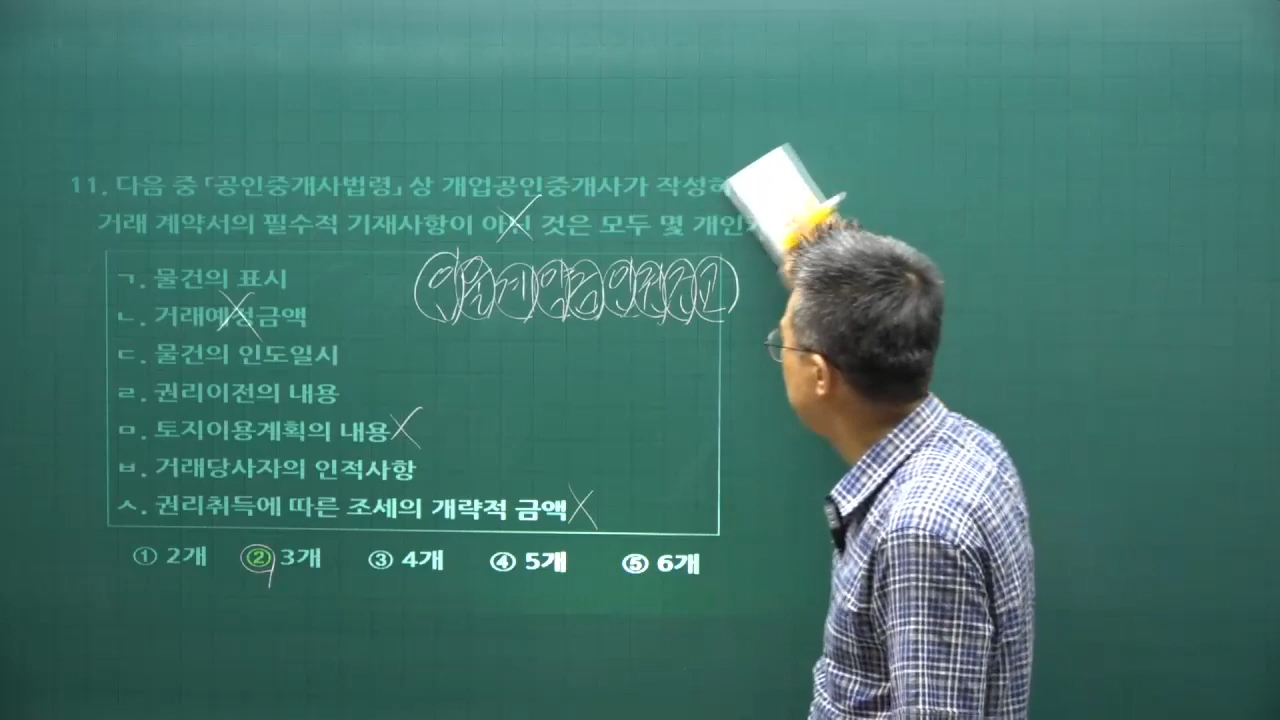 11. 다음 중 「공인중개사법령」 상 개업공인중개사가 작성하
거래 계약서의 필수적 기재사항이 아닌 것은 모두 몇 개인
ㄱ. 물건의 표시
ㄴ. 거래예정금액
ㄷ. 물건의 인도일시
ㄹ. 권리이전의 내용
ㅁ. 토지이용계획의 내용
ㅂ. 거래당사자의 인적사항
ㅅ. 권리취득에 따른 조세의 개략적 금액
① 2개 ② 3개 ③ 4개 ④ 5개 ⑤ 6개